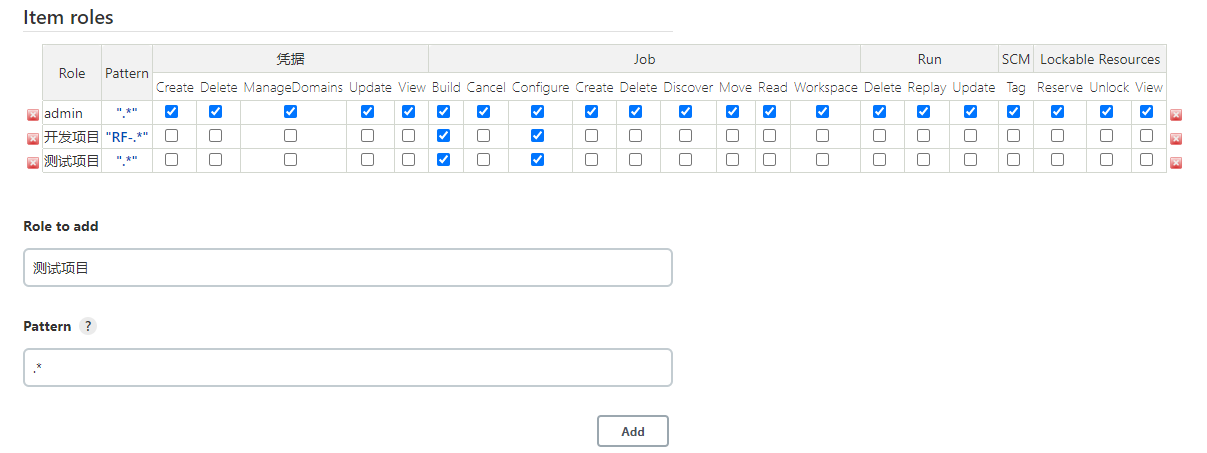 Item roles
Role Pattern 凭据 Job Run SCM Lockable Resources
Create Delete ManageDomains Update View Build Cancel Configure Create Delete Discover Move Read Workspace Delete Replay Update Tag Reserve Unlock View
admin ".*"
开发项目 "RF-.*"
测试项目 ".*"
Role to add
测试项目
Pattern ?
.*
Add